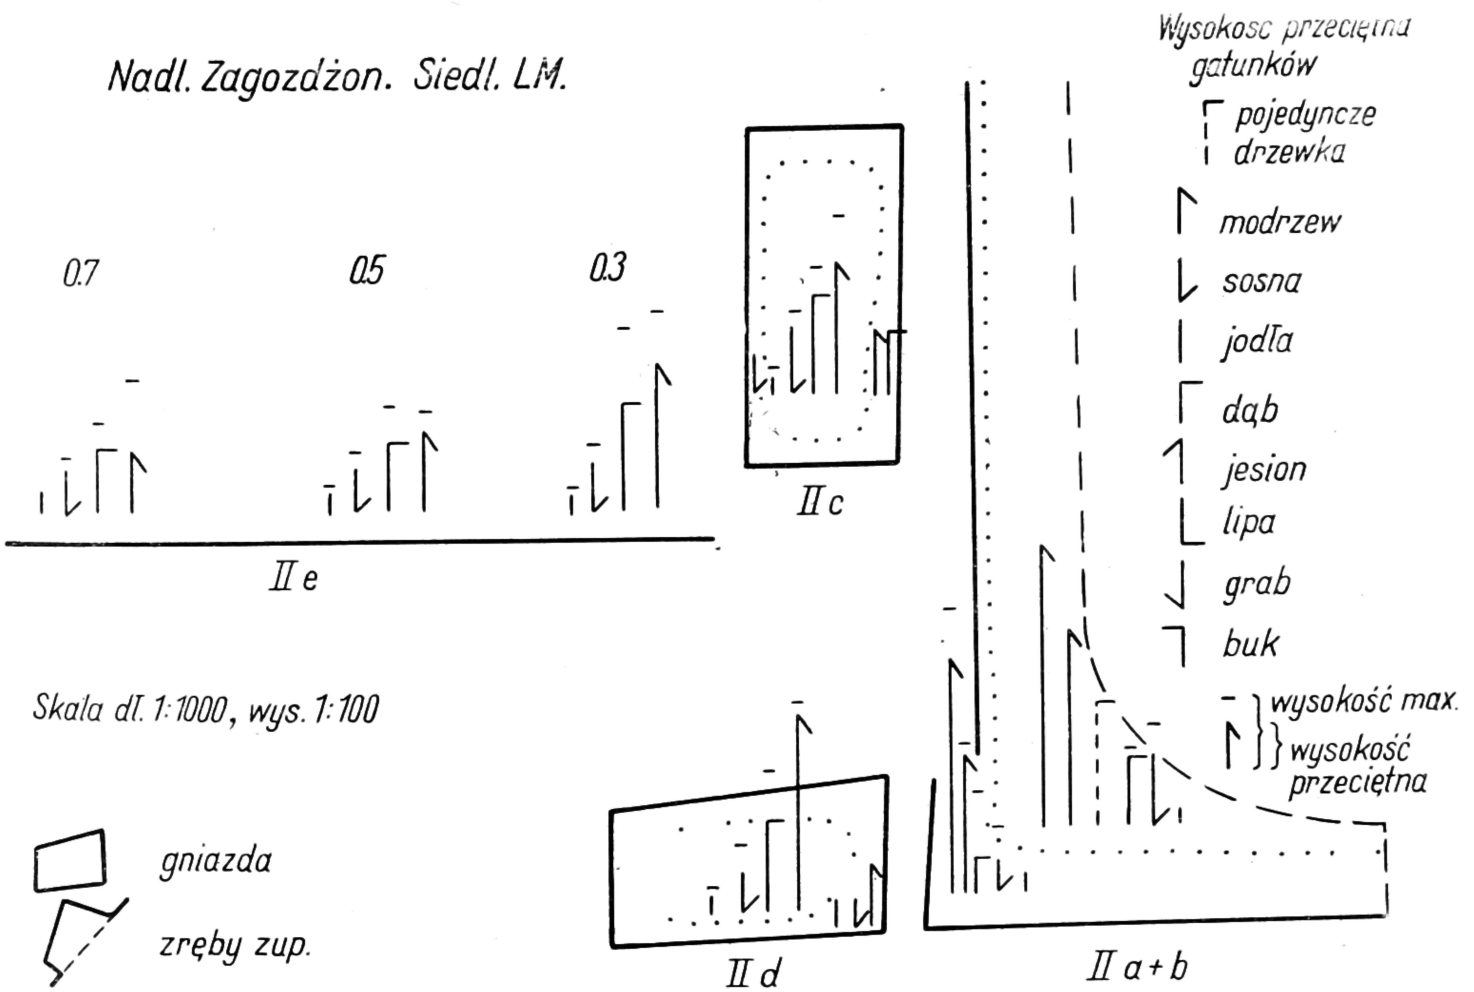 Nadl. Zagożdżon. Siedl. LM.
Wysokość przeciętna
gatunków
pojedyncze
drzewka
modrzew
sosna
jodła
dąb
jesion
lipa
grab
buk
wysokość max.
wysokość
przeciętna
0.7
0.5
0.3
II c
II e
Skala dł. 1:1000, wys. 1:100
gniazda
zręby zup.
II d
II a+b